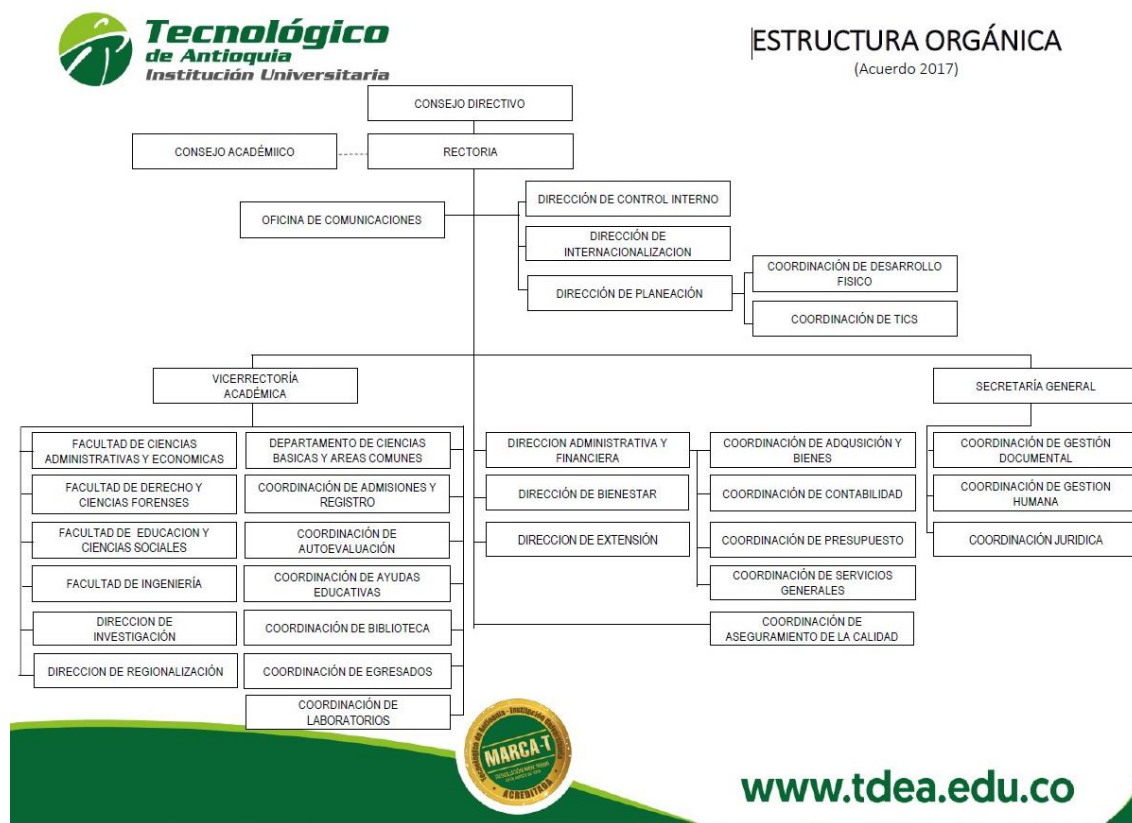 Tecnológico
de Antioquia
Institución Universitaria
ESTRUCTURA ORGÁNICA
(Acuerdo 2017)
CONSEJO DIRECTIVO
CONSEJO ACADÉMIICO
RECTORIA
OFICINA DE COMUNICACIONES
DIRECCIÓN DE CONTROL INTERNO
DIRECCIÓN DE
INTERNACIONALIZACION
DIRECCIÓN DE PLANEACIÓN
COORDINACIÓN DE DESARROLLO
FISICO
COORDINACIÓN DE TICS
VICERRECTORÍA
ACADÉMICA
SECRETARÍA GENERAL
FACULTAD DE CIENCIAS
ADMINISTRATIVAS Y ECONOMICAS
FACULTAD DE DERECHO Y
CIENCIAS FORENSES
FACULTAD DE EDUCACION Y
CIENCIAS SOCIALES
FACULTAD DE INGENIERÍA
DIRECCION DE
INVESTIGACIÓN
DIRECCION DE REGIONALIZACIÓN
DEPARTAMENTO DE CIENCIAS
BASICAS Y AREAS COMUNES
COORDINACIÓN DE ADMISIONES Y
REGISTRO
COORDINACIÓN DE
AUTOEVALUACIÓN
COORDINACIÓN DE AYUDAS
EDUCATIVAS
COORDINACIÓN DE BIBLIOTECA
COORDINACIÓN DE EGRESADOS
COORDINACIÓN DE
LABORATORIOS
DIRECCION ADMINISTRATIVA Y
FINANCIERA
DIRECCIÓN DE BIENESTAR
DIRECCION DE EXTENSIÓN
COORDINACIÓN DE ADQUSICIÓN Y
BIENES
COORDINACIÓN DE CONTABILIDAD
COORDINACIÓN DE PRESUPUESTO
COORDINACIÓN DE SERVICIOS
GENERALES
COORDINACIÓN DE
ASEGURAMIENTO DE LA CALIDAD
COORDINACIÓN DE GESTIÓN
DOCUMENTAL
COORDINACIÓN DE GESTION
HUMANA
COORDINACIÓN JURIDICA
Tecnológico de Antioquia - Institución Universitaria
MARCA-T
ACREDITADA
www.tdea.edu.co